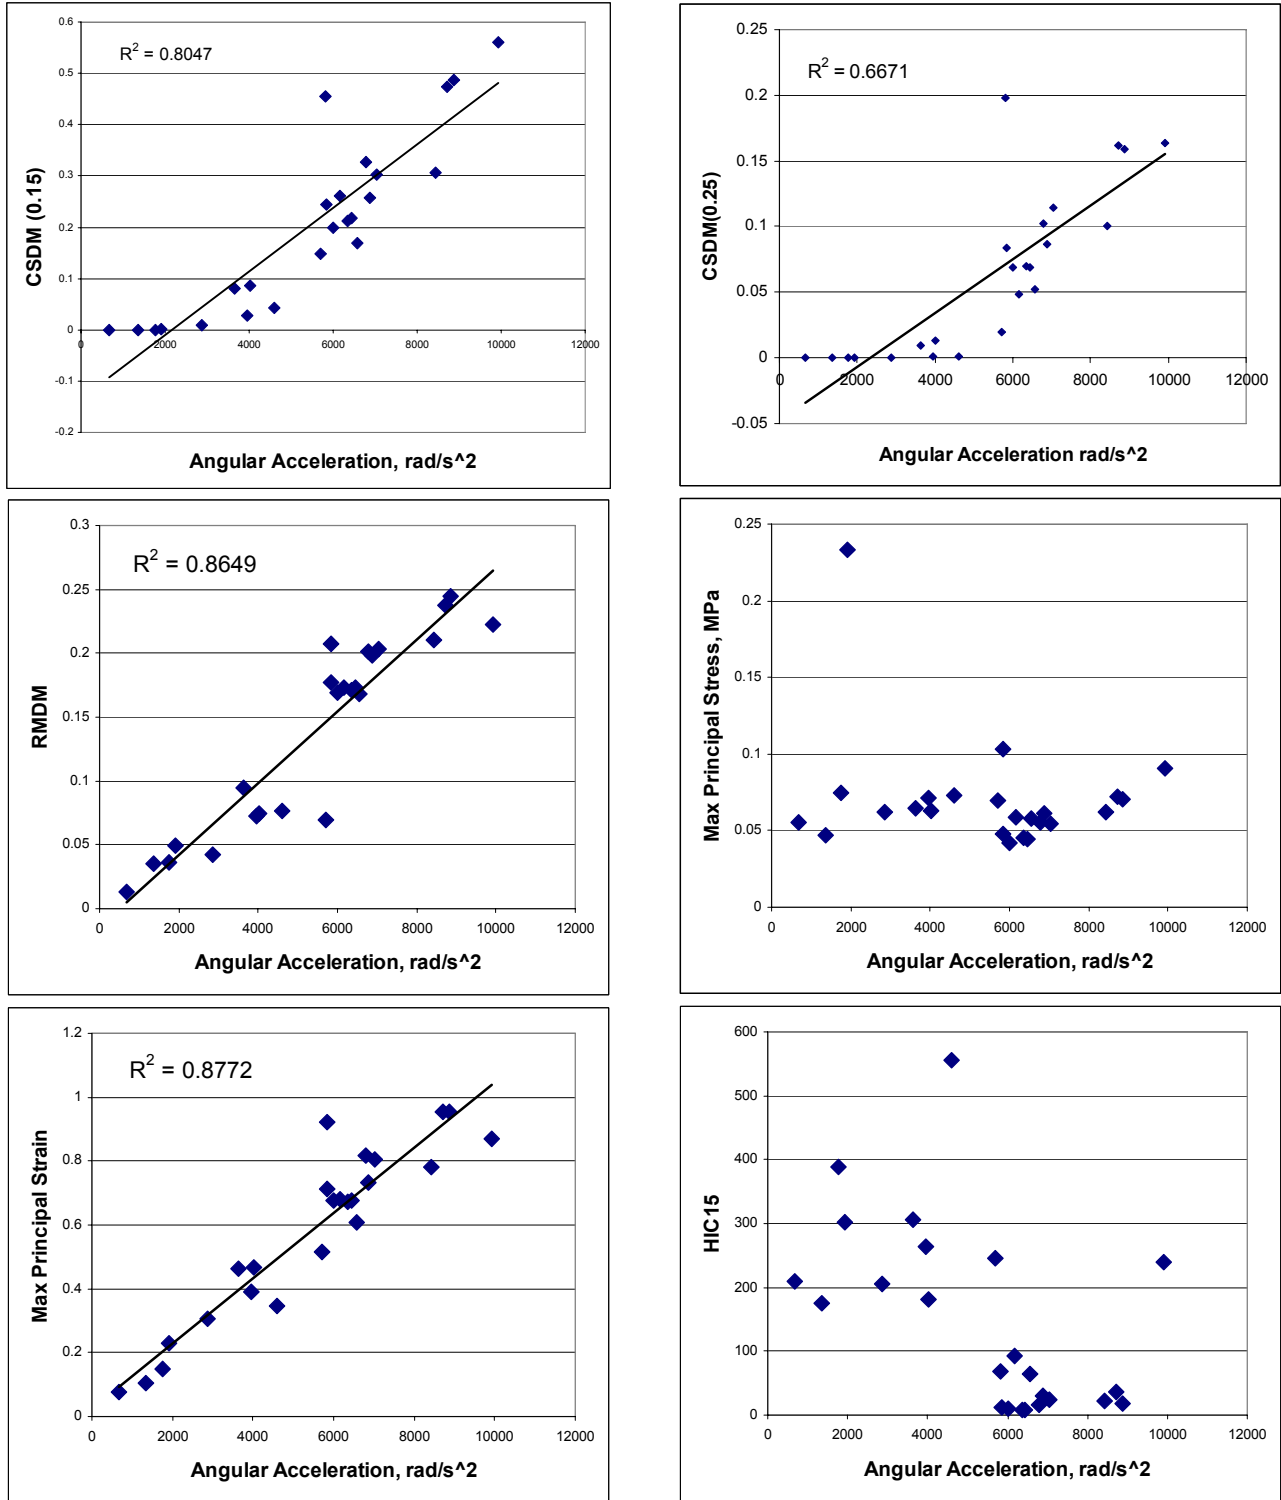 0.6
0.5
0.4
0.3
0.2
0.1
0
-0.1
-0.2
R² = 0.8047
CSDM (0.15)
0 2000 4000 6000 8000 10000 12000
Angular Acceleration, rad/s^2
0.25
0.2
0.15
0.1
0.05
0
-0.05
R² = 0.6671
CSDM(0.25)
0 2000 4000 6000 8000 10000 12000
Angular Acceleration rad/s^2
0.3
0.25
0.2
0.15
0.1
0.05
0
R² = 0.8649
RMDM
0 2000 4000 6000 8000 10000 12000
Angular Acceleration, rad/s^2
0.25
0.2
0.15
0.1
0.05
0
Max Principal Stress, MPa
0 2000 4000 6000 8000 10000 12000
Angular Acceleration, rad/s^2
1.2
1
0.8
0.6
0.4
0.2
0
R² = 0.8772
Max Principal Strain
0 2000 4000 6000 8000 10000 12000
Angular Acceleration, rad/s^2
600
500
400
300
200
100
0
HIC15
0 2000 4000 6000 8000 10000 12000
Angular Acceleration, rad/s^2